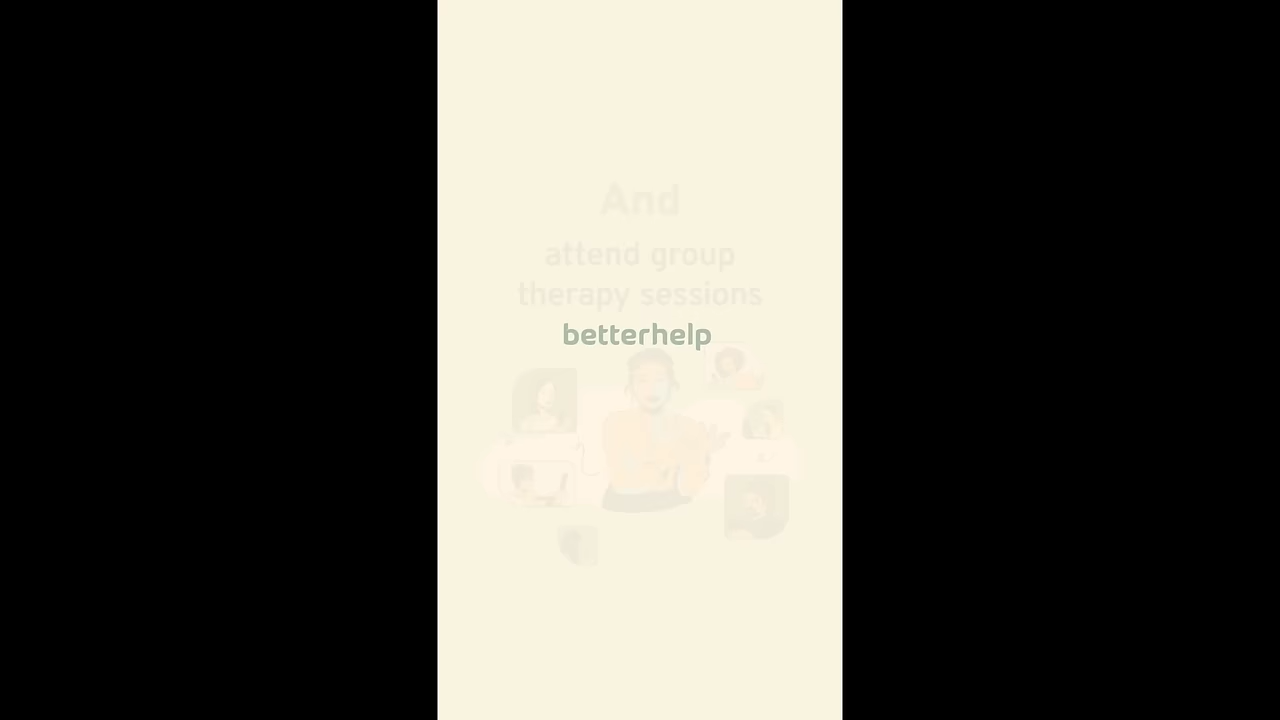 And
attend group
therapy sessions
betterhelp